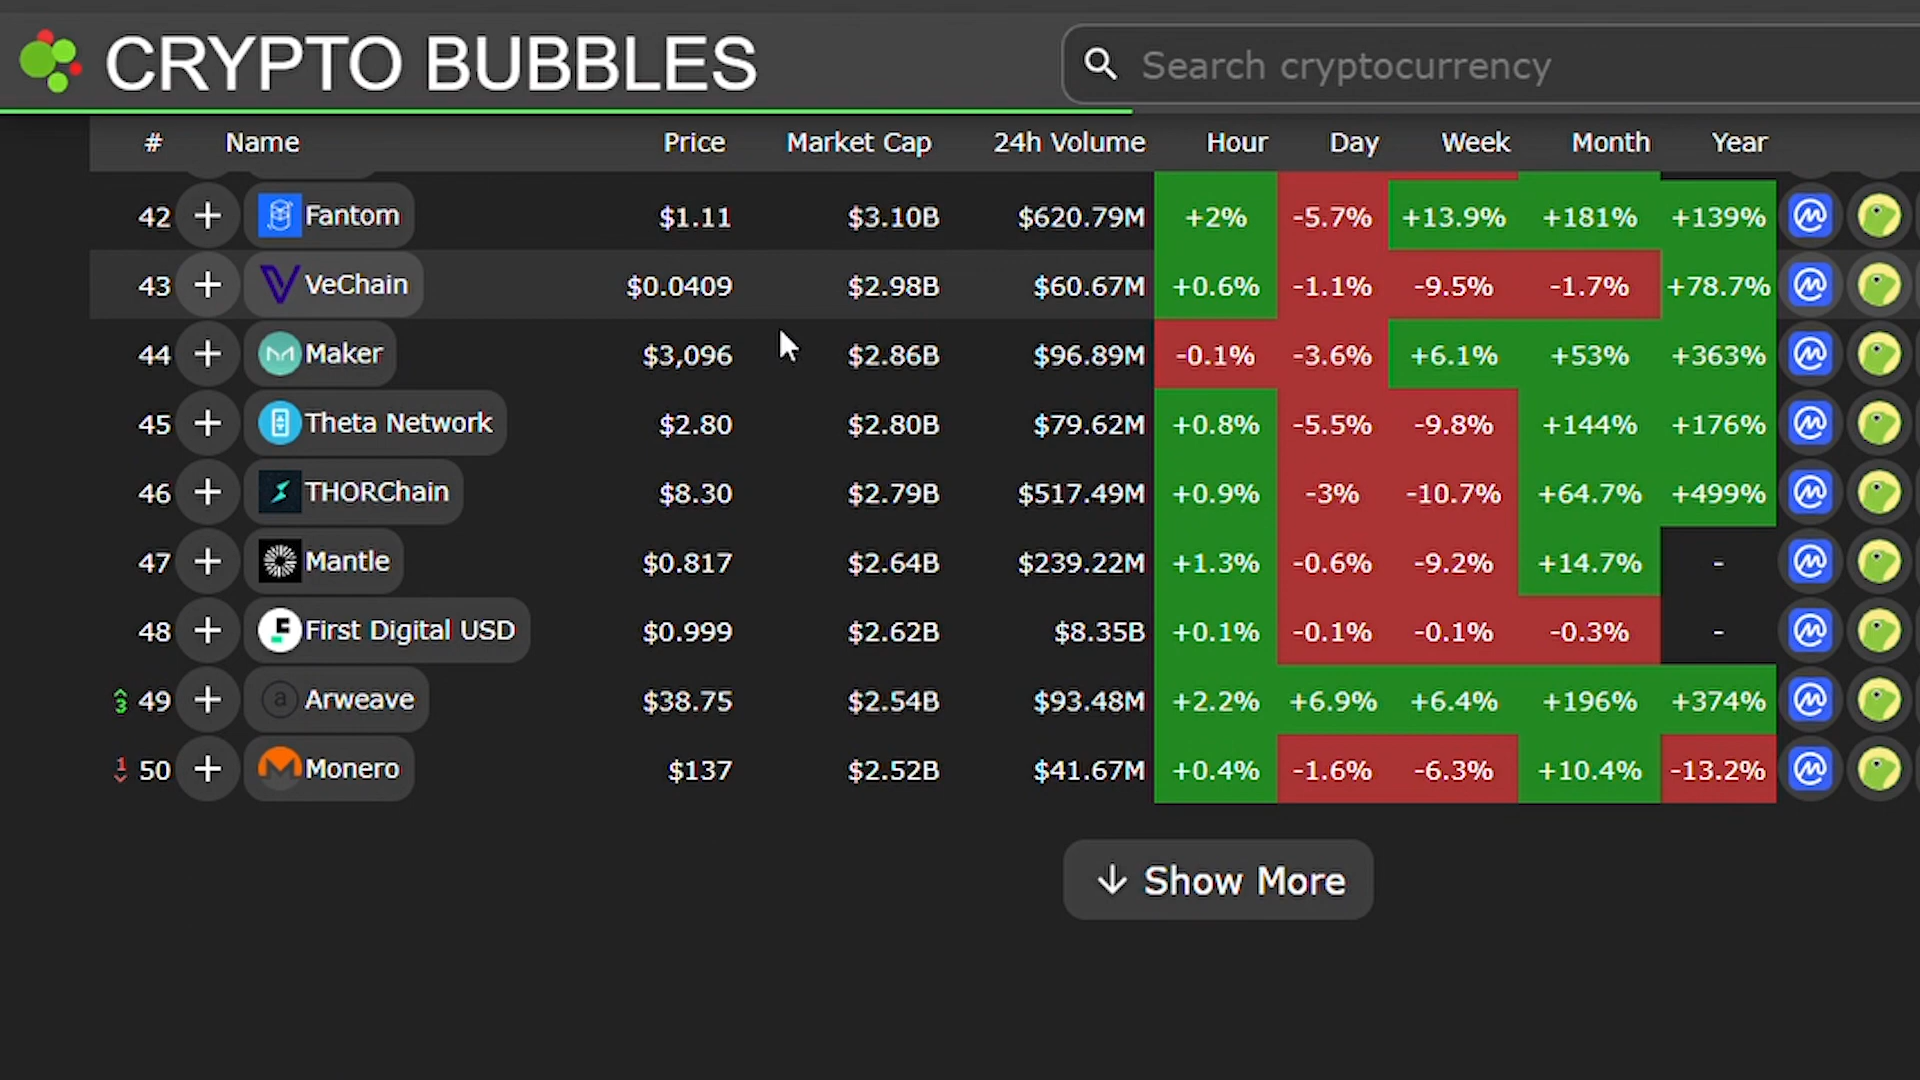 CRYPTO BUBBLES Search cryptocurrency
# Name Price Market Cap 24h Volume Hour Day Week Month Year
42 + Fantom $1.11 $3.10B $620.79M +2% -5.7% +13.9% +181% +139%
43 + VeChain $0.0409 $2.98B $60.67M +0.6% -1.1% -9.5% -1.7% +78.7%
44 + Maker $3,096 $2.86B $96.89M -0.1% -3.6% +6.1% +53% +363%
45 + Theta Network $2.80 $2.80B $79.62M +0.8% -5.5% -9.8% +144% +176%
46 + THORChain $8.30 $2.79B $517.49M +0.9% -3% -10.7% +64.7% +499%
47 + Mantle $0.817 $2.64B $239.22M +1.3% -0.6% -9.2% +14.7% -
48 + First Digital USD $0.999 $2.62B $8.35B +0.1% -0.1% -0.1% -0.3% -
3 49 + a Arweave $38.75 $2.54B $93.48M +2.2% +6.9% +6.4% +196% +374%
1 50 + Monero $137 $2.52B $41.67M +0.4% -1.6% -6.3% +10.4% -13.2%
↓ Show More